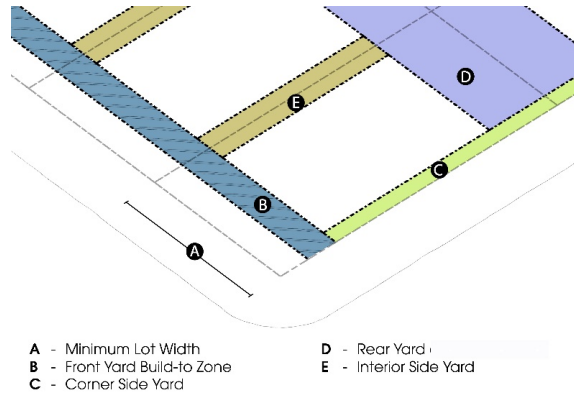 D
E
C
B
A
A - Minimum Lot Width
B - Front Yard Build-to Zone
C - Corner Side Yard
D - Rear Yard
E - Interior Side Yard